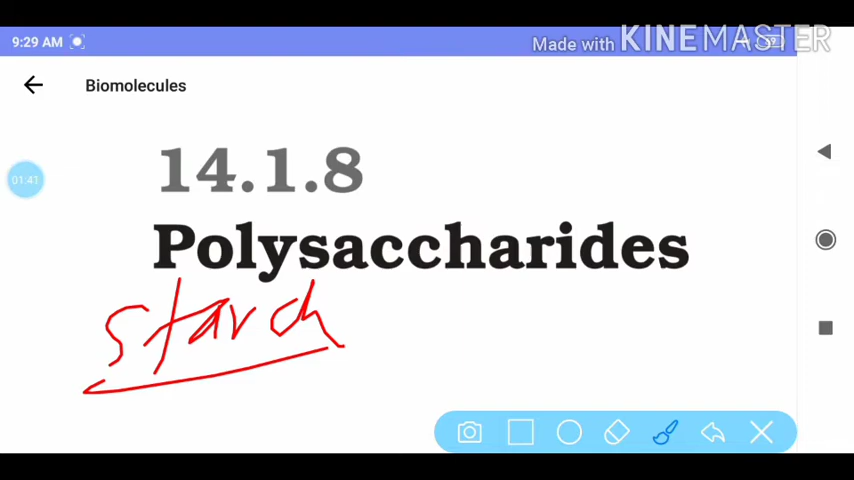 9:29 AM
Made with KINEMASTER
Biomolecules
01:41
14.1.8
Polysaccharides
starch